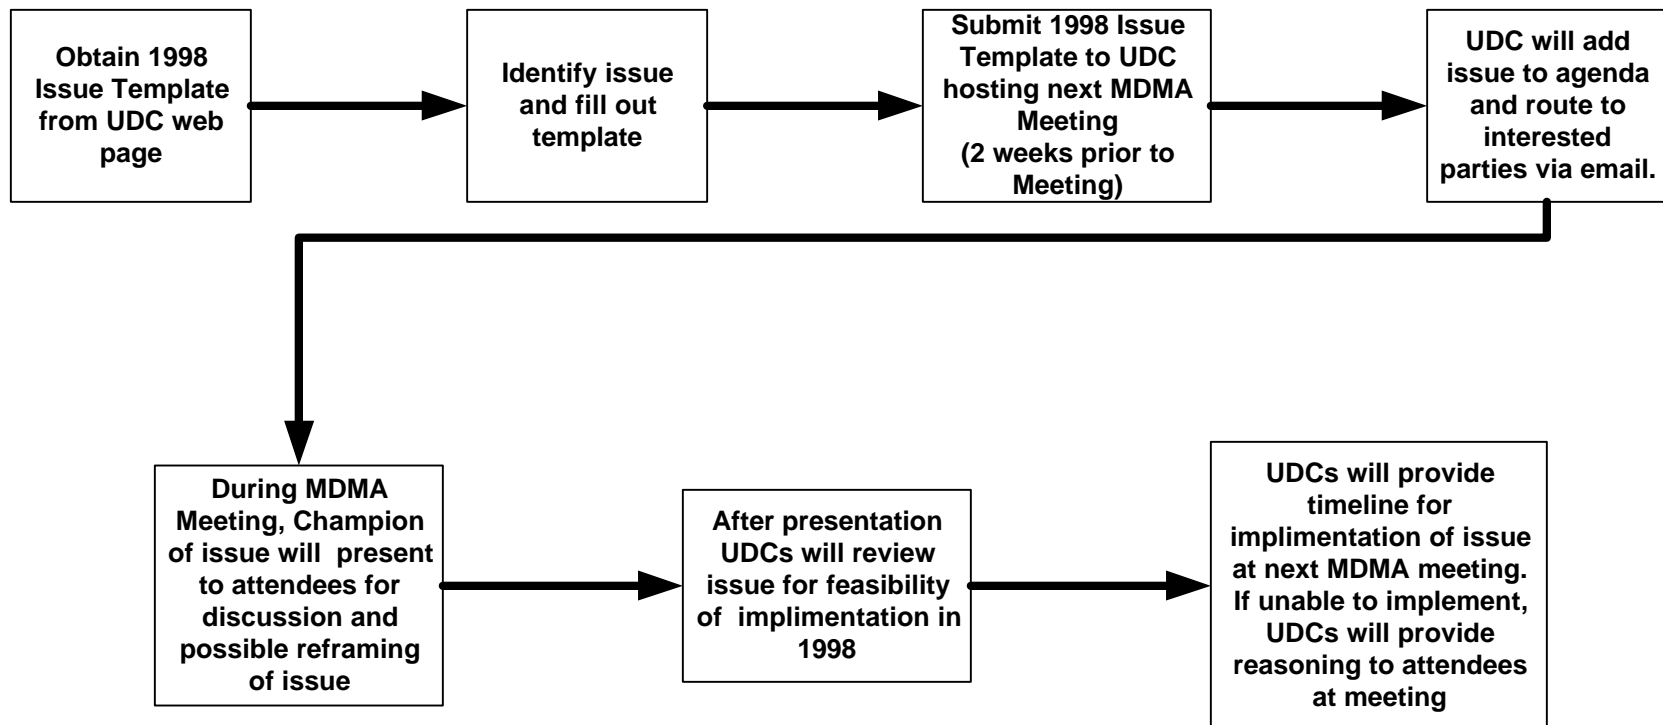 Obtain 1998
Issue Template
from UDC web
page
Identify issue
and fill out
template
Submit 1998 Issue
Template to UDC
hosting next MDMA
Meeting
(2 weeks prior to
Meeting)
UDC will add
issue to agenda
and route to
interested
parties via email.
During MDMA
Meeting, Champion
of issue will  present
to attendees for
discussion and
possible reframing
of issue
After presentation
UDCs will review
issue for feasibility
of  implimentation in
1998
UDCs will provide
timeline for
implimentation of issue
at next MDMA meeting.
If unable to implement,
UDCs will provide
reasoning to attendees
at meeting